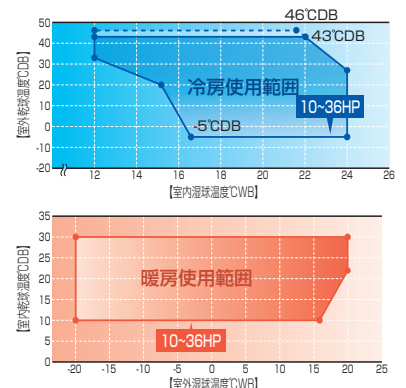 46℃DB
50
40
30
20
10
0
-10
-20
43℃DB
冷房使用範囲
10~36HP
-5℃DB
【室外乾球温度℃DB】
12 14 16 18 20 22 24 26
【室内湿球温度℃WB】
35
30
25
20
15
10
5
0
暖房使用範囲
10~36HP
【室内乾球温度℃DB】
-20 -15 -10 -5 0 5 10 15 20 25
【室外湿球温度℃WB】